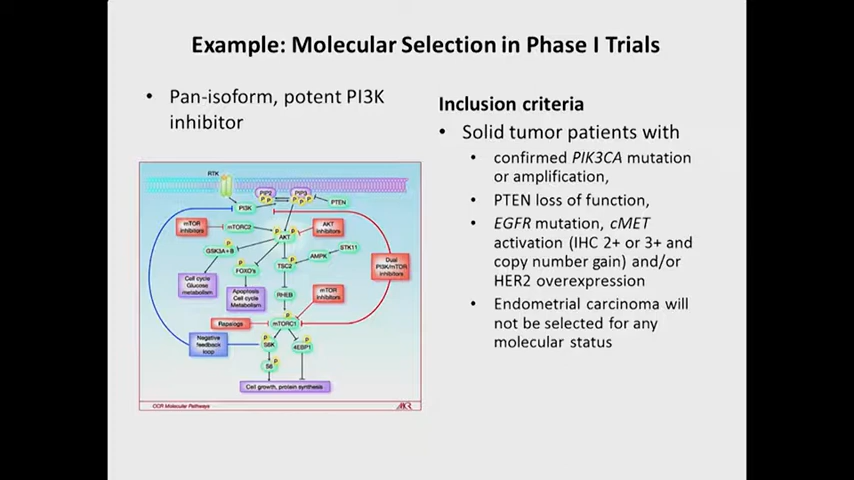 Example: Molecular Selection in Phase I Trials
• Pan-isoform, potent PI3K
inhibitor
Inclusion criteria
• Solid tumor patients with
• confirmed PIK3CA mutation
or amplification,
• PTEN loss of function,
• EGFR mutation, cMET
activation (IHC 2+ or 3+ and
copy number gain) and/or
HER2 overexpression
• Endometrial carcinoma will
not be selected for any
molecular status
RTK
PIP2
PIP3
P P
P P P
PI3K
PTEN
mTOR
inhibitors
mTORC2
P
P
AKT
AKT
inhibitors
P
GSK3A+B
STK11
AMPK
P
FOXO's
P
TSC2
Dual
PI3K/mTOR
inhibitors
Cell cycle
Glucose
metabolism
Apoptosis
Cell cycle
Metabolism
RHEB
mTOR
inhibitors
P
Rapalogs
mTORC1
Negative
feedback
loop
P
S6K
P
4EBP1
P
S6
Cell growth, protein synthesis
CCR Molecular Pathways